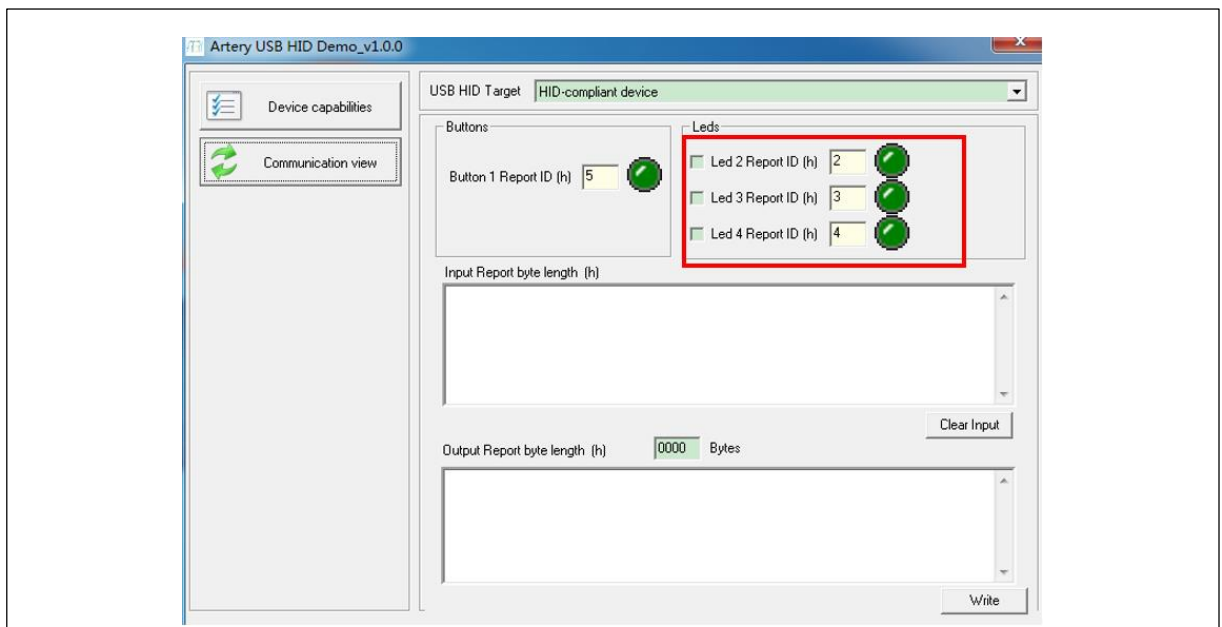 Artery USB HID Demo_v1.0.0
Device capabilities
Communication view
USB HID Target HID-compliant device
Buttons
Button 1 Report ID (h) 5
Leds
Led 2 Report ID (h) 2
Led 3 Report ID (h) 3
Led 4 Report ID (h) 4
Input Report byte length (h)
Clear Input
Output Report byte length (h) 0000 Bytes
Write